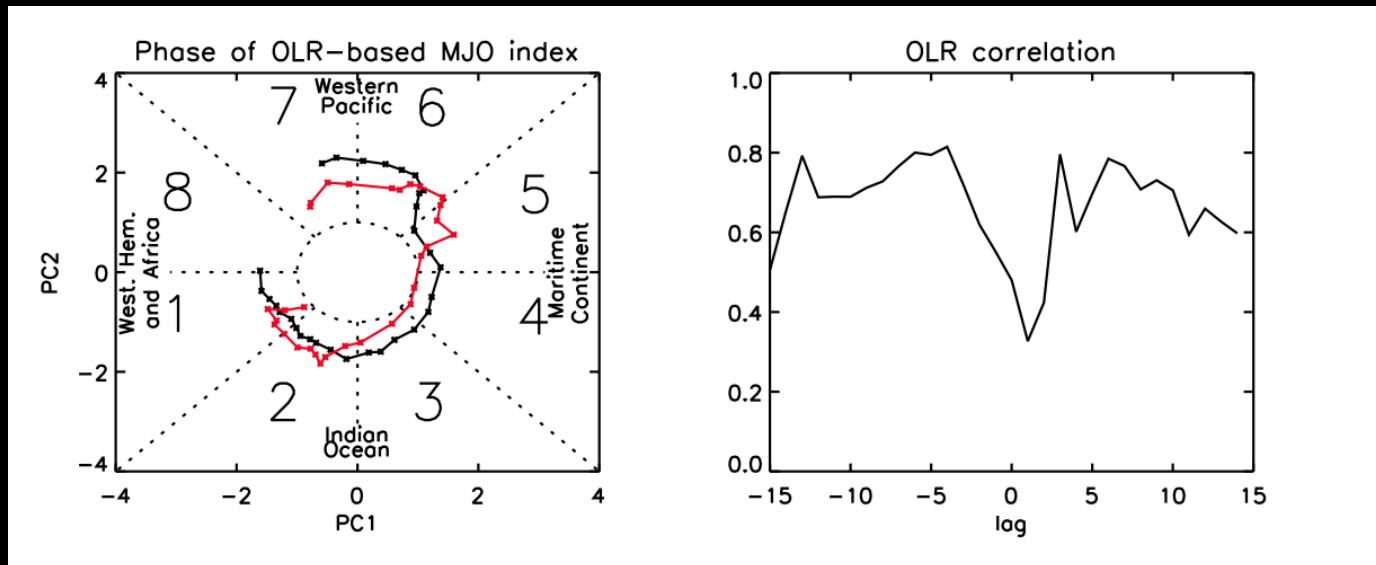 Phase of OLR-based MJO index
4
2
0
-2
-4
-4
-2
0
2
4
PC1
PC2
7
Western
Pacific
6
8
5
West. Hem.
and Africa
Maritime
Continent
1
4
2
3
Indian
Ocean
OLR correlation
1.0
0.8
0.6
0.4
0.2
0.0
-15
-10
-5
0
5
10
15
lag